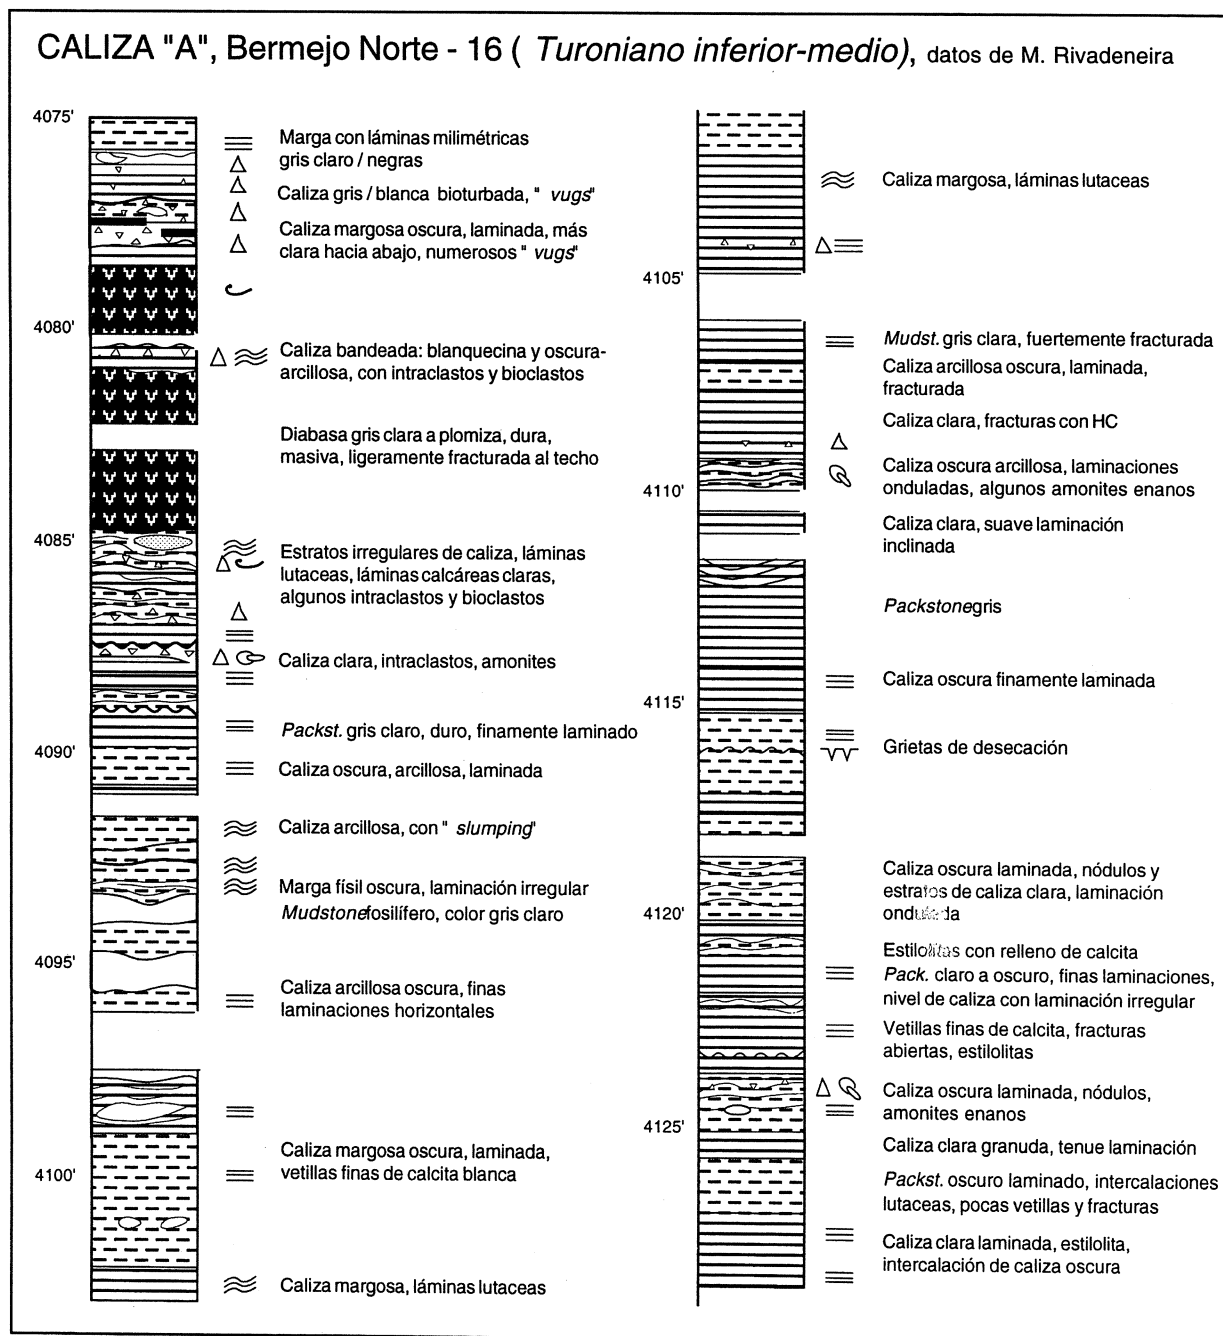 CALIZA "A", Bermejo Norte - 16 ( Turoniano inferior-medio), datos de M. Rivadeneira
4075'
Marga con láminas milimétricas
gris claro / negras
Caliza gris / blanca bioturbada, " vugs"
Caliza margosa oscura, laminada, más
clara hacia abajo, numerosos " vugs"
4080'
Caliza bandeada: blanquecina y oscura-
arcillosa, con intraclastos y bioclastos
Diabasa gris clara a plomiza, dura,
masiva, ligeramente fracturada al techo
4085'
Estratos irregulares de caliza, láminas
lutaceas, láminas calcáreas claras,
algunos intraclastos y bioclastos
Caliza clara, intraclastos, amonites
Packst. gris claro, duro, finamente laminado
4090'
Caliza oscura, arcillosa, laminada
Caliza arcillosa, con " slumping"
Marga físil oscura, laminación irregular
Mudstonefosilífero, color gris claro
4095'
Caliza arcillosa oscura, finas
laminaciones horizontales
Caliza margosa oscura, laminada,
vetillas finas de calcita blanca
4100'
Caliza margosa, láminas lutaceas
Caliza margosa, láminas lutaceas
4105'
Mudst. gris clara, fuertemente fracturada
Caliza arcillosa oscura, laminada,
fracturada
Caliza clara, fracturas con HC
Caliza oscura arcillosa, laminaciones
onduladas, algunos amonites enanos
4110'
Caliza clara, suave laminación
inclinada
Packstonegris
Caliza oscura finamente laminada
4115'
Grietas de desecación
Caliza oscura laminada, nódulos y
estratos de caliza clara, laminación
ondulada
4120'
Estilolitas con relleno de calcita
Pack. claro a oscuro, finas laminaciones,
nivel de caliza con laminación irregular
Vetillas finas de calcita, fracturas
abiertas, estilolitas
Caliza oscura laminada, nódulos,
amonites enanos
4125'
Caliza clara granuda, tenue laminación
Packst. oscuro laminado, intercalaciones
lutaceas, pocas vetillas y fracturas
Caliza clara laminada, estilolita,
intercalación de caliza oscura